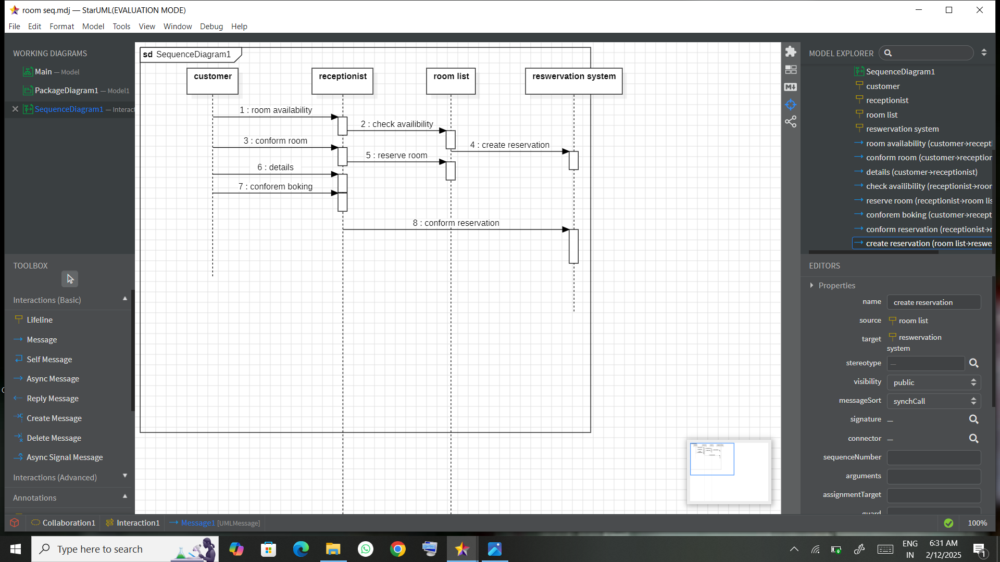 room seq.mdj — StarUML(EVALUATION MODE)
File Edit Format Model Tools View Window Debug Help
WORKING DIAGRAMS
Main — Model
PackageDiagram1 — Model1
SequenceDiagram1 — Interact
TOOLBOX
Interactions (Basic)
Lifeline
Message
Self Message
Async Message
Reply Message
Create Message
Delete Message
Async Signal Message
Interactions (Advanced)
Annotations
sd SequenceDiagram1
customer receptionist room list reswervation system
1 : room availability
2 : check availibility
3 : conform room
4 : create reservation
5 : reserve room
6 : details
7 : conforem boking
8 : conform reservation
MODEL EXPLORER
SequenceDiagram1
customer
receptionist
room list
reswervation system
room availability (customer→recepti
conform room (customer→receptior
details (customer→receptionist)
check availibility (receptionist→roor
reserve room (receptionist→room lis
conforem boking (customer→recept
conform reservation (receptionist→r
create reservation (room list→reswe
EDITORS
Properties
name create reservation
source room list
target reswervation
system
stereotype —
visibility public
messageSort synchCall
signature —
connector —
sequenceNumber
arguments
assignmentTarget
guard
Collaboration1 Interaction1 Message1 [UMLMessage]
100%
Type here to search
ENG
IN
6:31 AM
2/12/2025
1